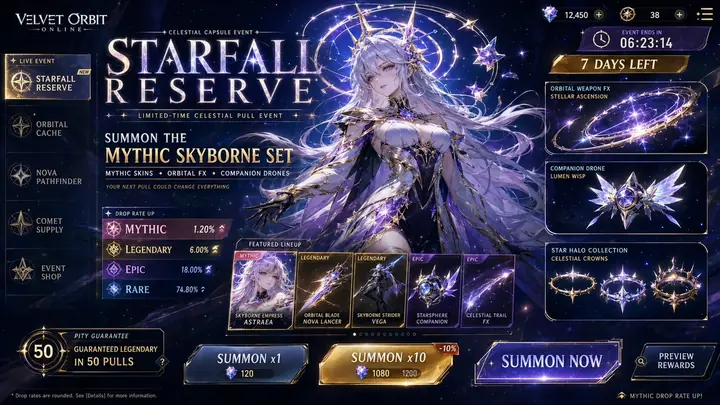 VELVET ORBIT
ONLINE
12,450 +
38 +
LIVE EVENT
STARFALL RESERVE
NEW
ORBITAL CACHE
NOVA PATHFINDER
COMET SUPPLY
EVENT SHOP
CELESTIAL CAPSULE EVENT
STARFALL
RESERVE
LIMITED-TIME CELESTIAL PULL EVENT
SUMMON THE
MYTHIC SKYBORNE SET
MYTHIC SKINS • ORBITAL FX • COMPANION DRONES
YOUR NEXT PULL COULD CHANGE EVERYTHING
DROP RATE UP
MYTHIC 1.20%
LEGENDARY 6.00%
EPIC 18.00%
RARE 74.80%
EVENT ENDS IN
06:23:14
7 DAYS LEFT
ORBITAL WEAPON FX
STELLAR ASCENSION
COMPANION DRONE
LUMEN WISP
STAR HALO COLLECTION
CELESTIAL CROWNS
FEATURED LINEUP
MYTHIC
SKYBORNE EMPRESS
ASTRAEA
LEGENDARY
ORBITAL BLADE
NOVA LANCER
LEGENDARY
SKYBORNE STRIDER
VEGA
EPIC
STARSPHERE
COMPANION
EPIC
CELESTIAL TRAIL
FX
50
PITY GUARANTEE
GUARANTEED LEGENDARY
IN 50 PULLS
?
SUMMON x1
120
SUMMON x10
1080 1200
-10%
SUMMON NOW
PREVIEW
REWARDS
* Drop rates are rounded. See [Details] for more information.
MYTHIC DROP RATE UP!